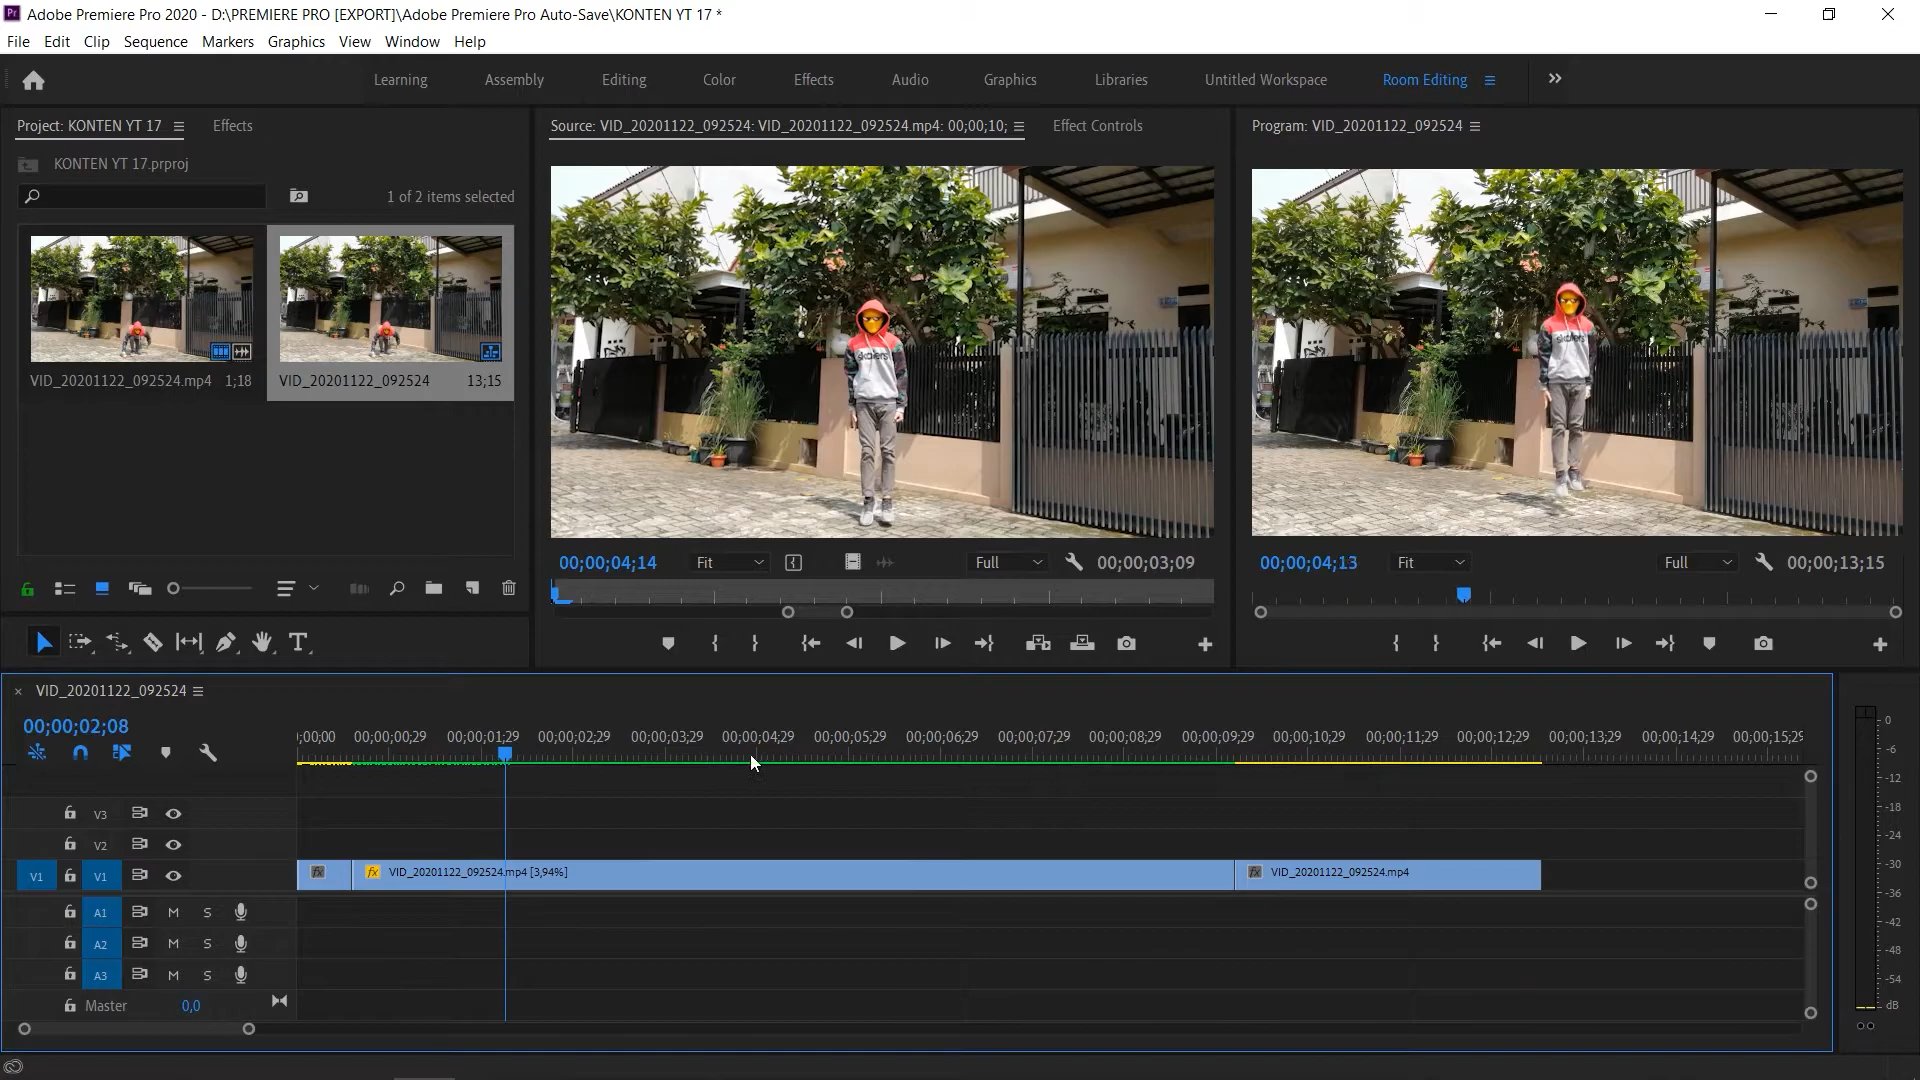 Adobe Premiere Pro 2020 - D:\PREMIERE PRO [EXPORT]\Adobe Premiere Pro Auto-Save\KONTEN YT 17 *
File Edit Clip Sequence Markers Graphics View Window Help
Learning Assembly Editing Color Effects Audio Graphics Libraries Untitled Workspace Room Editing
Project: KONTEN YT 17 Effects
Source: VID_20201122_092524: VID_20201122_092524.mp4: 00;00;10; Effect Controls
Program: VID_20201122_092524
KONTEN YT 17.prproj
1 of 2 items selected
VID_20201122_092524.mp4 1;18
VID_20201122_092524 13;15
skaters
00;00;04;14 Fit Full 00;00;03;09
00;00;04;13 Fit Full 00;00;13;15
VID_20201122_092524
00;00;02;08
;00;00 00;00;00;29 00;00;01;29 00;00;02;29 00;00;03;29 00;00;04;29 00;00;05;29 00;00;06;29 00;00;07;29 00;00;08;29 00;00;09;29 00;00;10;29 00;00;11;29 00;00;12;29 00;00;13;29 00;00;14;29 00;00;15;29
V3
V2
V1 V1 fx fx VID_20201122_092524.mp4 [3,94%] fx VID_20201122_092524.mp4
A1 M S
A2 M S
A3 M S
Master 0,0
0
-6
-12
-18
-24
-30
-36
-42
-48
-54
dB